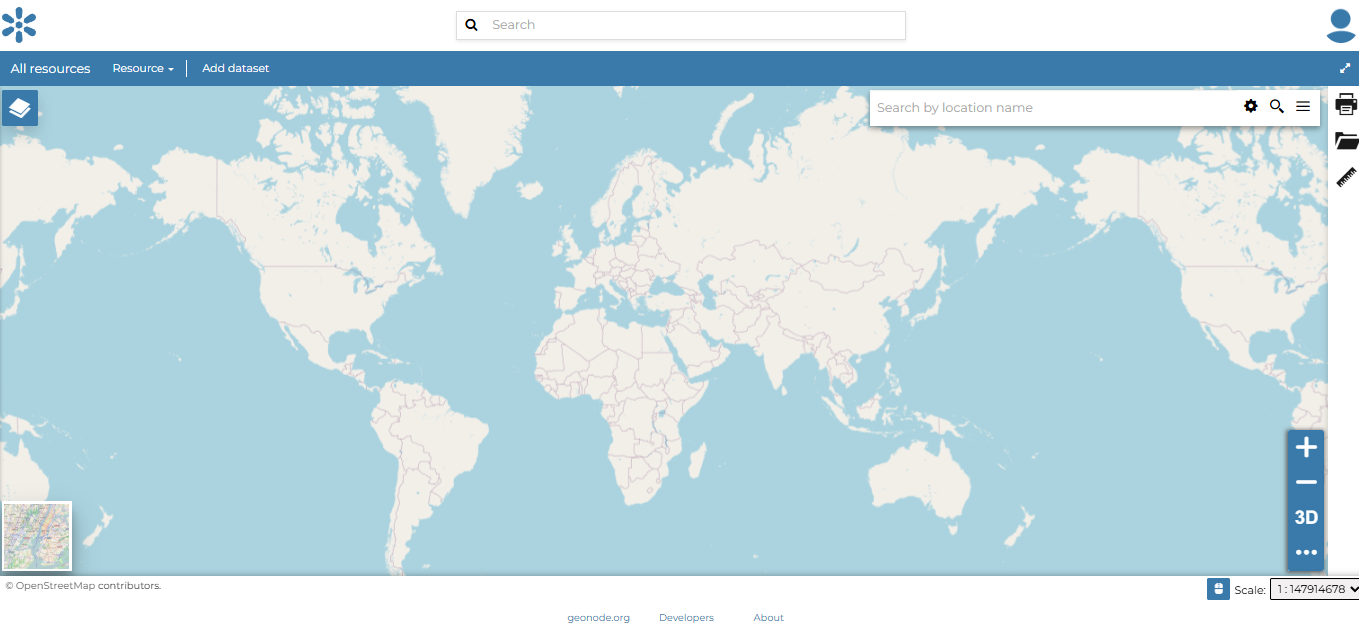 Search
All resources Resource Add dataset
Search by location name
3D
© OpenStreetMap contributors.
Scale: 1 : 147914678
geonode.org Developers About